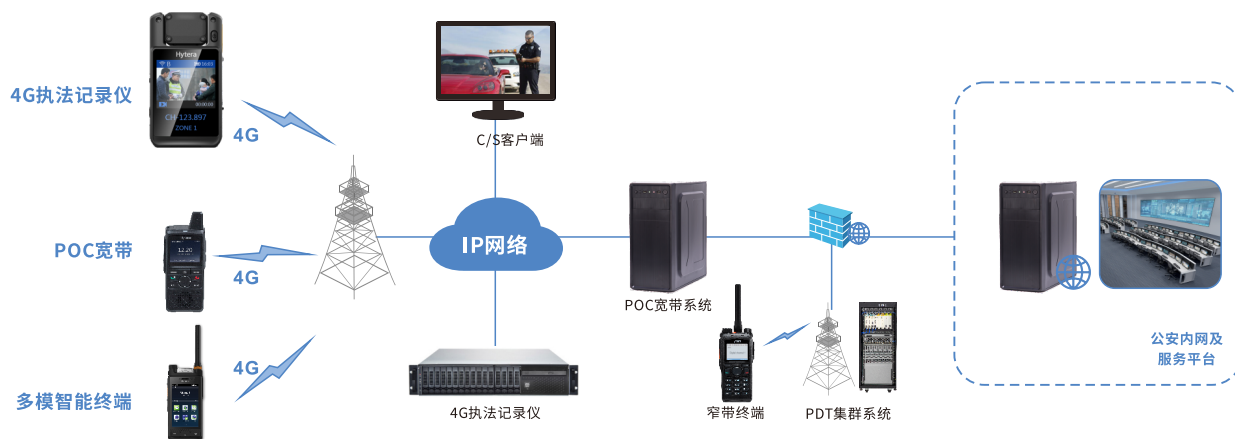 4G执法记录仪
Hytera
CH-123.897
ZONE 1
4G
POC宽带
12:20
4G
多模智能终端
4G
C/S客户端
IP网络
4G执法记录仪
POC宽带系统
窄带终端
PDT集群系统
公安内网及
服务平台